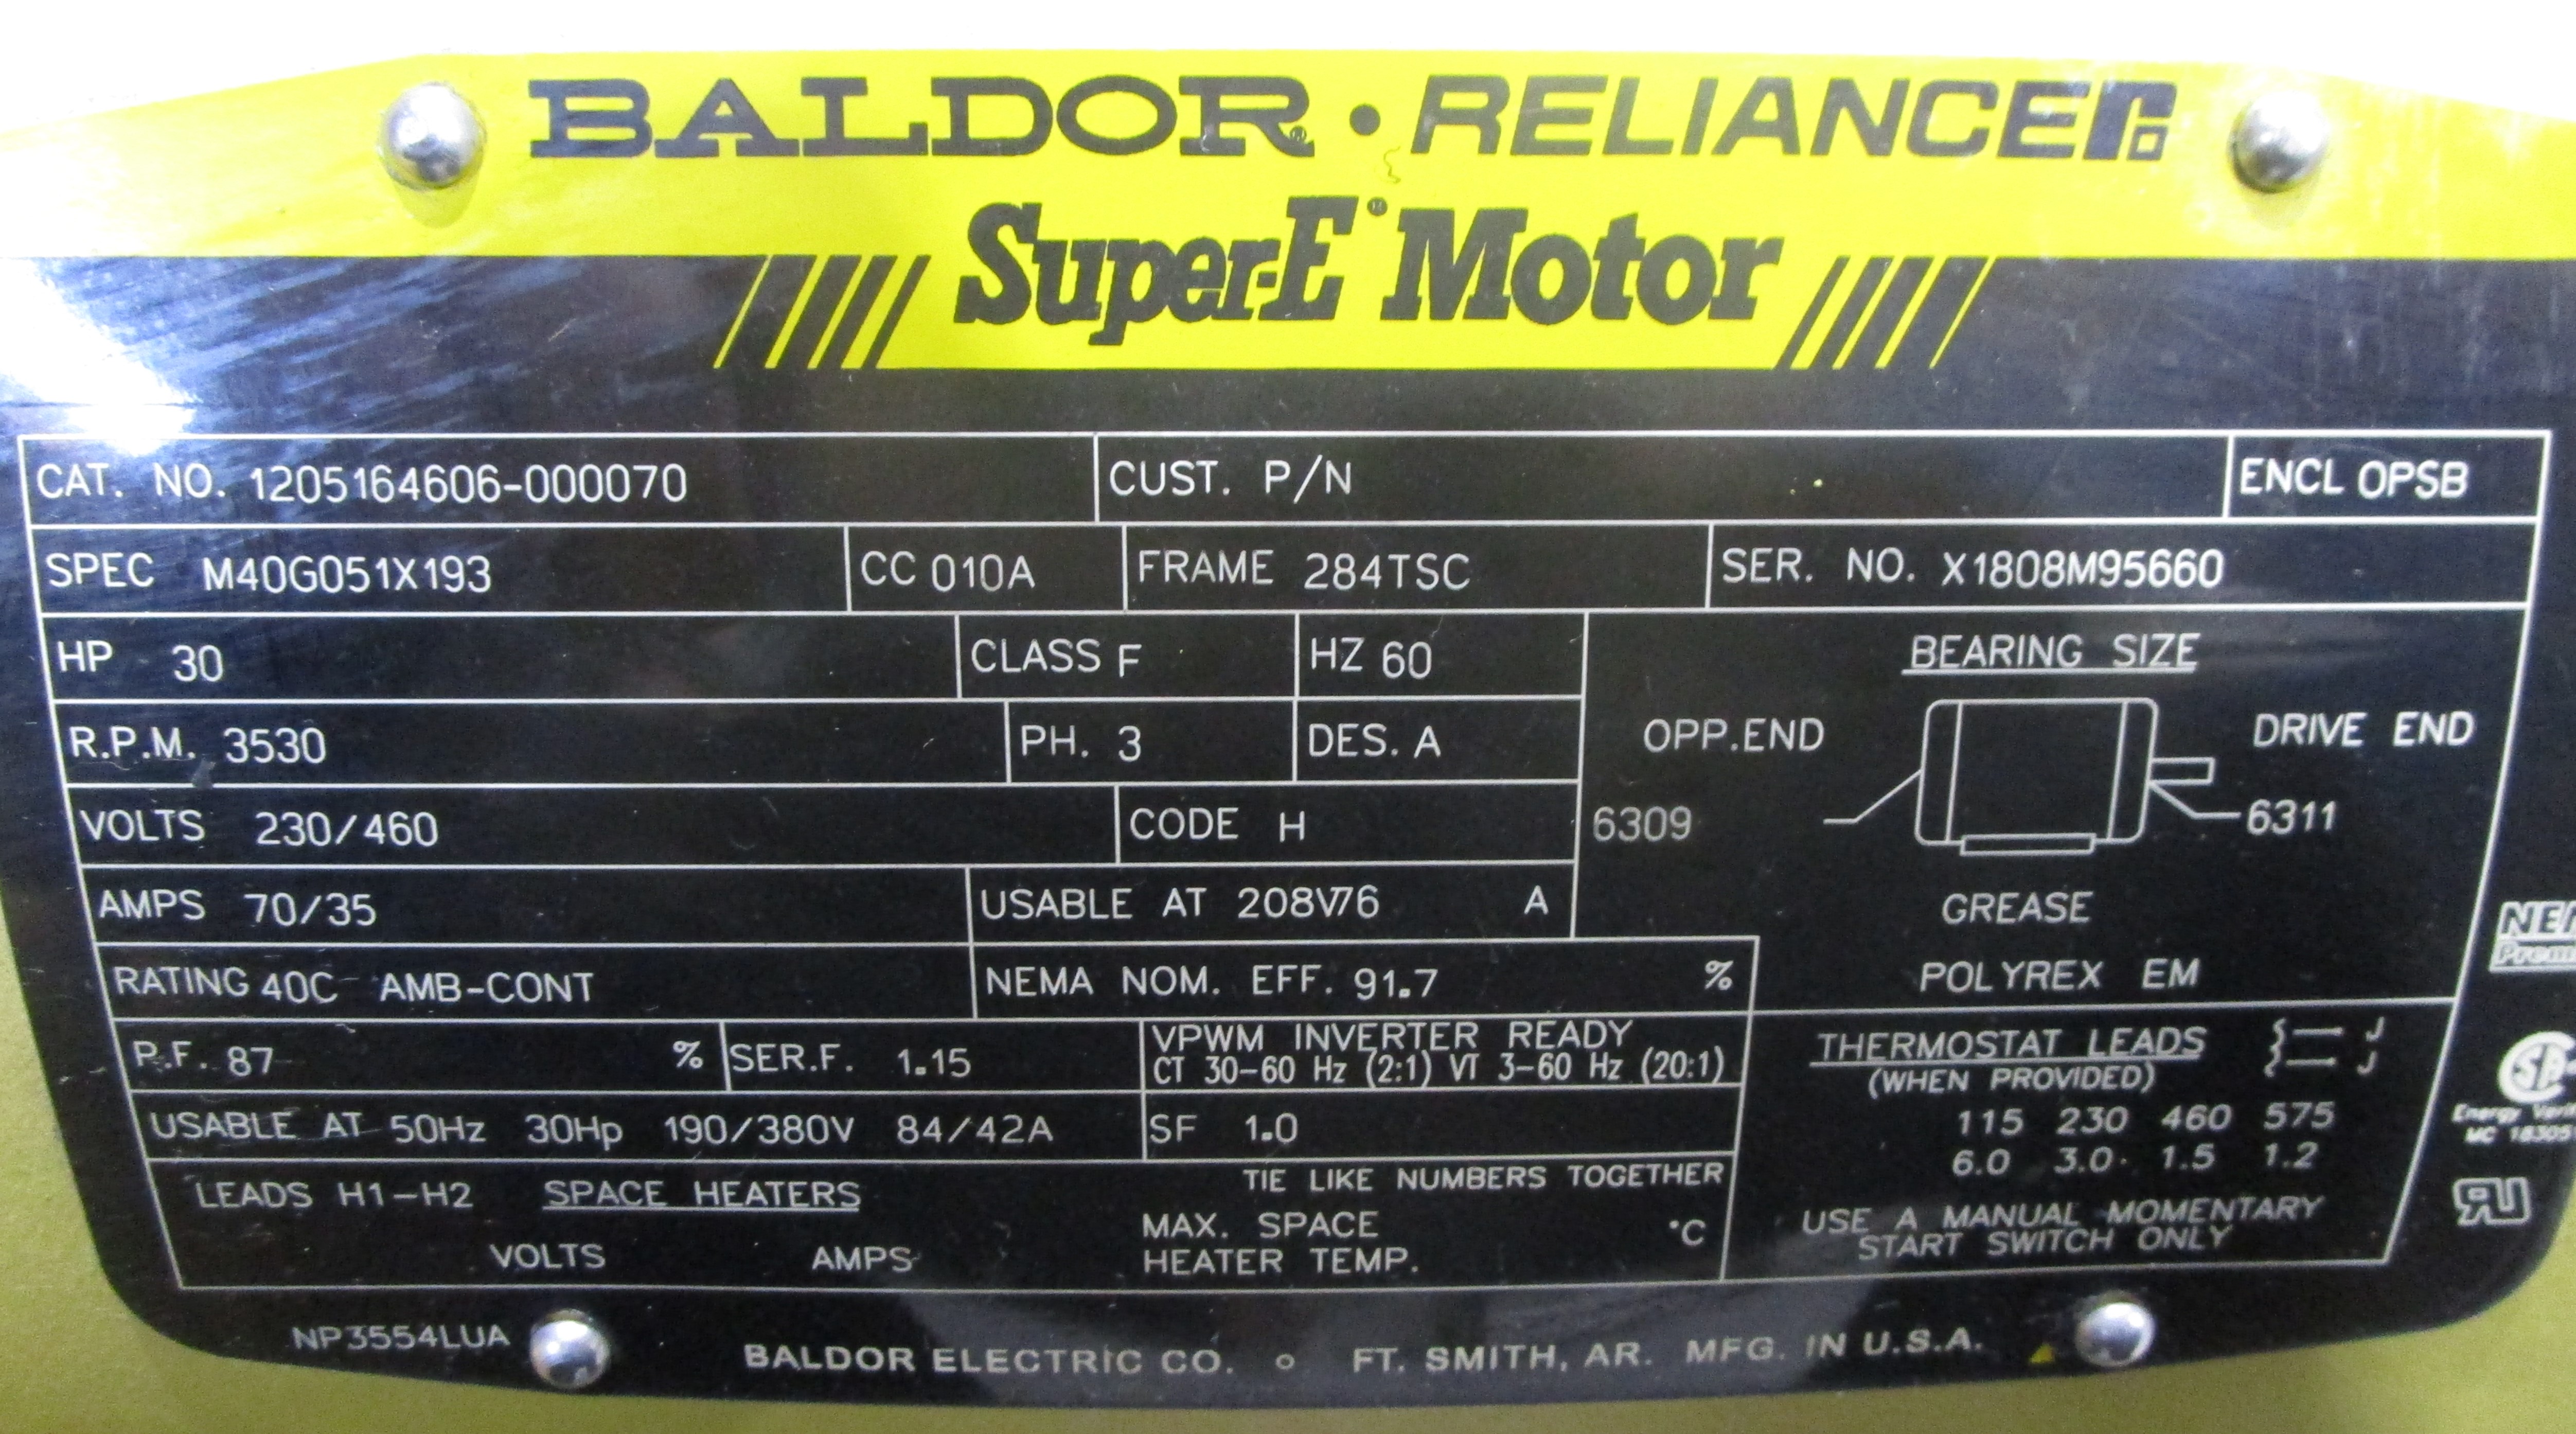 BALDOR® • RELIANCE
Super-E® Motor
CAT. NO. 1205164606-000070 CUST. P/N ENCL OPSB
SPEC M40G051X193 CC 010A FRAME 284TSC SER. NO. X1808M95660
HP 30 CLASS F HZ 60
R.P.M. 3530 PH. 3 DES. A
VOLTS 230/460 CODE H
AMPS 70/35 USABLE AT 208V 76 A
BEARING SIZE
OPP.END DRIVE END
6309 6311
GREASE
POLYREX EM
RATING 40C AMB-CONT NEMA NOM. EFF. 91.7 %
P.F. 87 % SER.F. 1.15 VPWM INVERTER READY
CT 30-60 Hz (2:1) VT 3-60 Hz (20:1)
USABLE AT 50Hz 30Hp 190/380V 84/42A SF 1.0
THERMOSTAT LEADS J
(WHEN PROVIDED) J
115 230 460 575
6.0 3.0 1.5 1.2
USE A MANUAL MOMENTARY
START SWITCH ONLY
TIE LIKE NUMBERS TOGETHER
LEADS H1-H2 SPACE HEATERS
VOLTS AMPS
MAX. SPACE °C
HEATER TEMP.
Energy
NP3554LUA
BALDOR ELECTRIC CO. ○ FT. SMITH, AR. MFG. IN U.S.A.